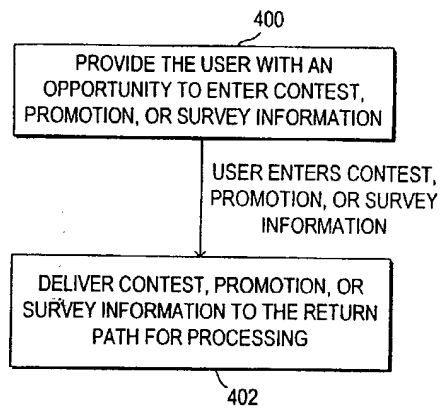 400
PROVIDE THE USER WITH AN
OPPORTUNITY TO ENTER CONTEST,
PROMOTION, OR SURVEY INFORMATION
USER ENTERS CONTEST,
PROMOTION, OR SURVEY
INFORMATION
DELIVER CONTEST, PROMOTION, OR
SURVEY INFORMATION TO THE RETURN
PATH FOR PROCESSING
402